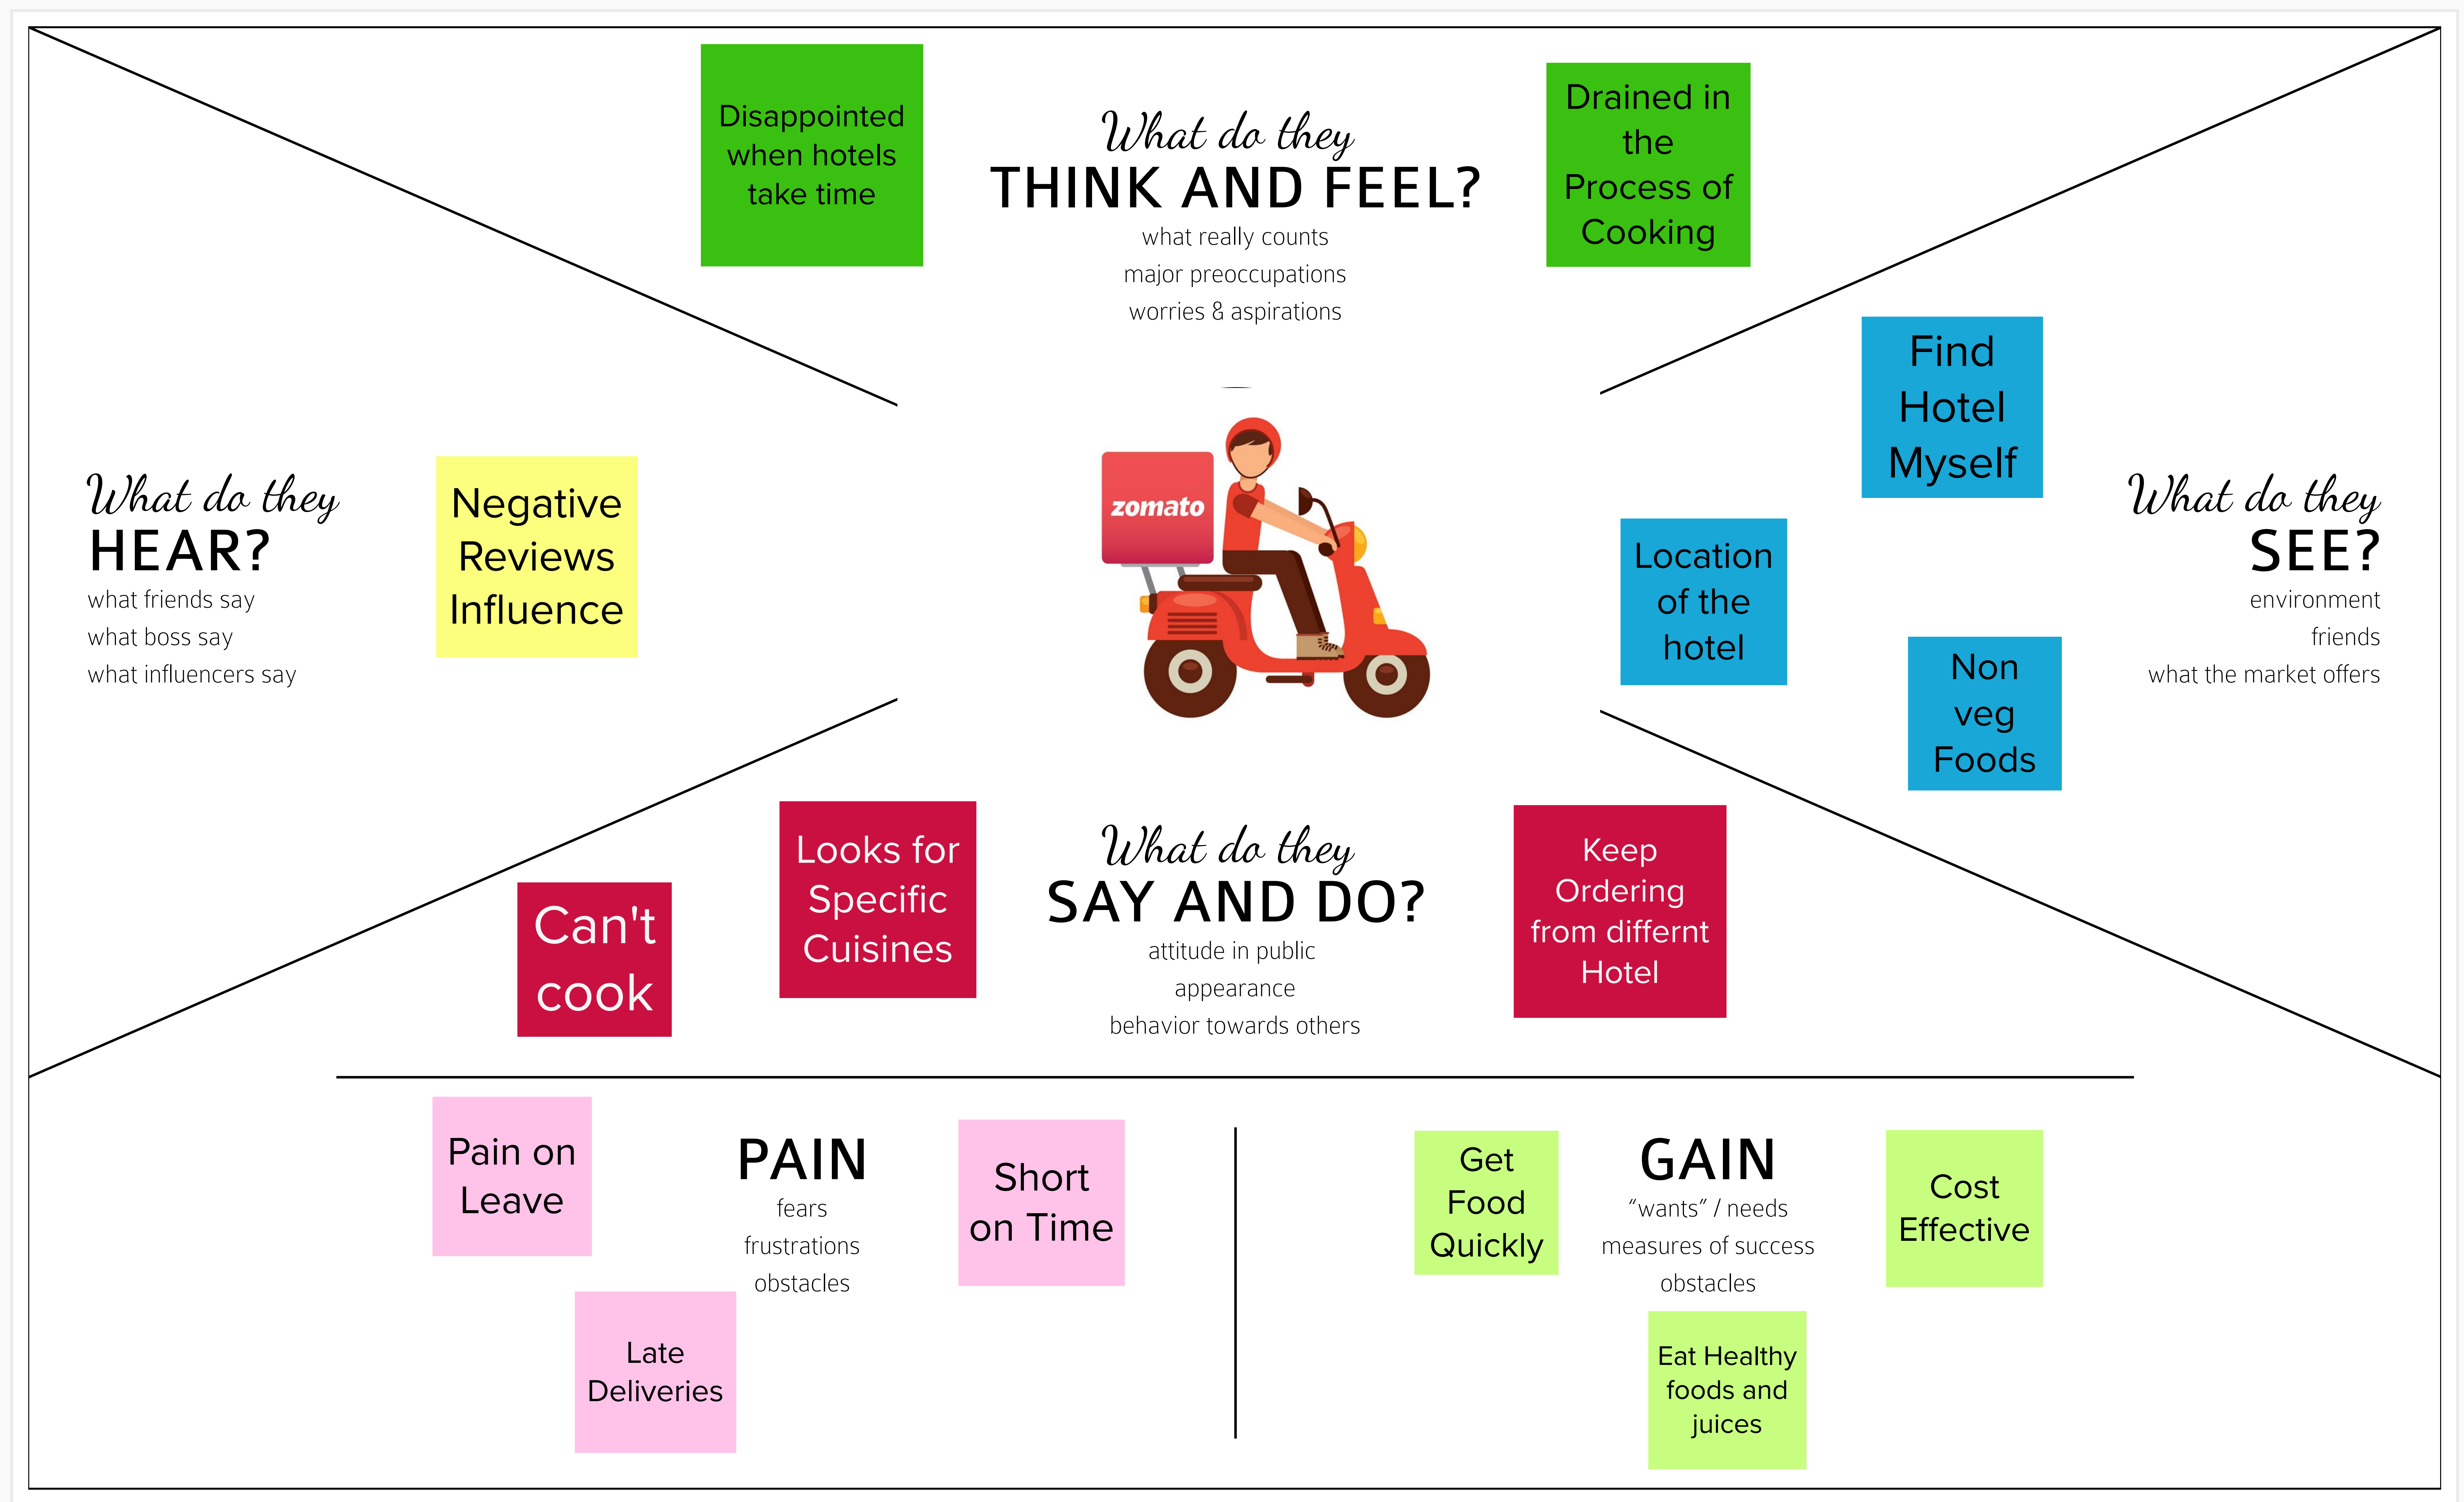 Disappointed
when hotels
take time
What do they
THINK AND FEEL?
what really counts
major preoccupations
worries & aspirations
Drained in
the
Process of
Cooking
What do they
HEAR?
what friends say
what boss say
what influencers say
Negative
Reviews
Influence
zomato
Find
Hotel
Myself
Location
of the
hotel
Non
veg
Foods
What do they
SEE?
environment
friends
what the market offers
Can't
cook
Looks for
Specific
Cuisines
What do they
SAY AND DO?
attitude in public
appearance
behavior towards others
Keep
Ordering
from differnt
Hotel
Pain on
Leave
PAIN
fears
frustrations
obstacles
Short
on Time
Late
Deliveries
Get
Food
Quickly
GAIN
“wants” / needs
measures of success
obstacles
Cost
Effective
Eat Healthy
foods and
juices